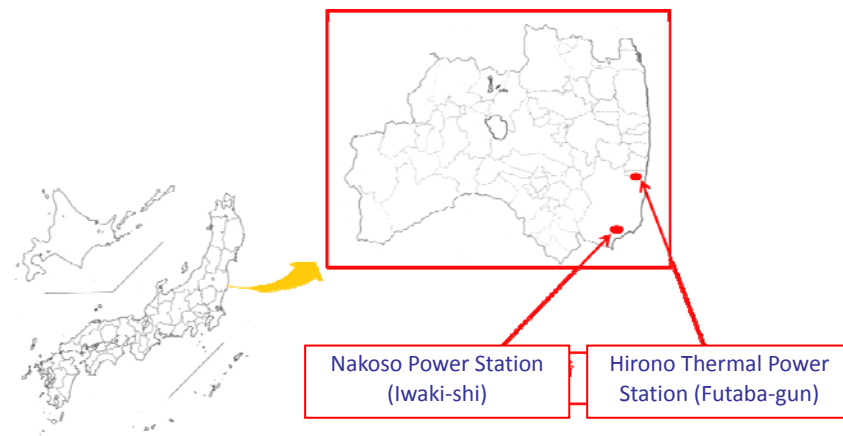 Nakoso Power Station
(Iwaki-shi)
Hirono Thermal Power
Station (Futaba-gun)